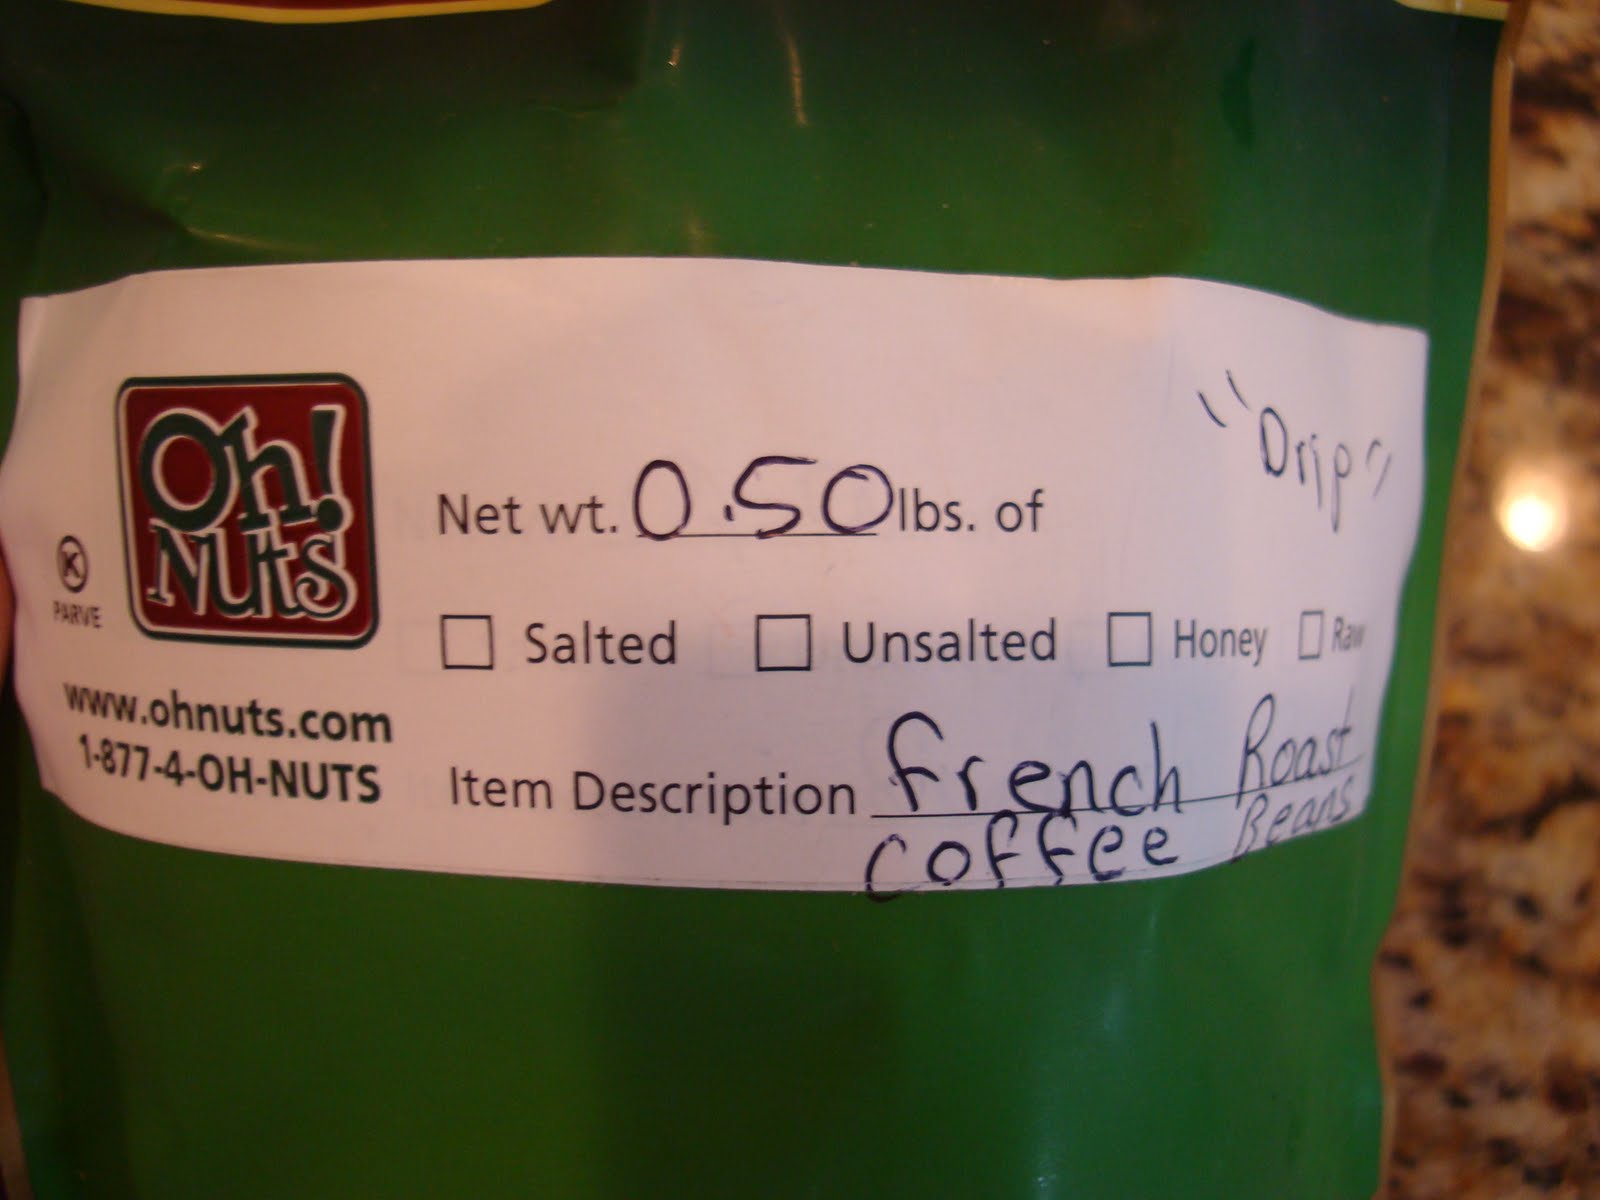 "Drip"
Oh!
Nuts
Net wt. 0.50 lbs. of
K
PARVE
Salted Unsalted Honey Raw
www.ohnuts.com
1-877-4-OH-NUTS
Item Description French Roast
Coffee Beans